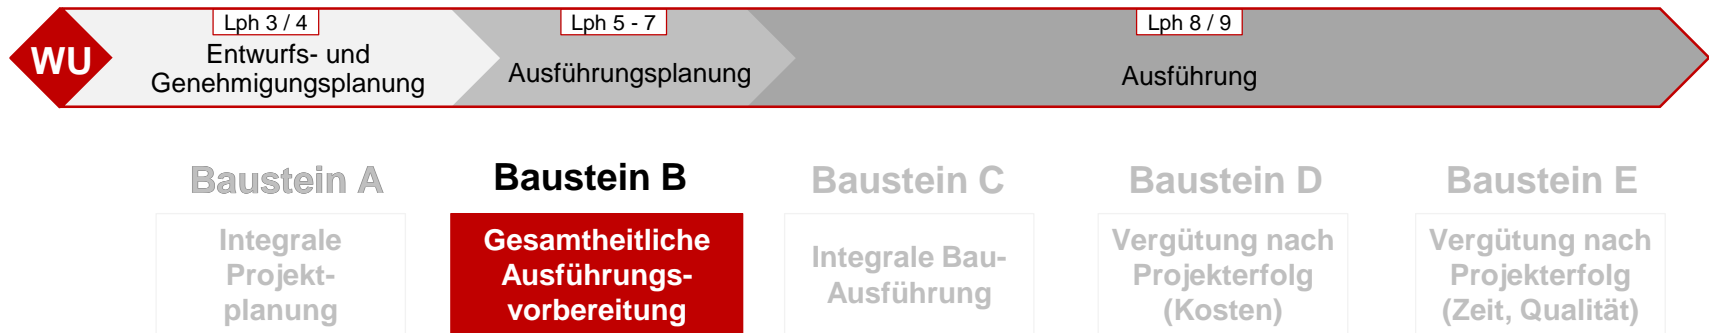 Lph 3 / 4
Lph 5 - 7
Lph 8 / 9
WU
Entwurfs- und
Genehmigungsplanung
Ausführungsplanung
Ausführung
Baustein A
Baustein B
Baustein C
Baustein D
Baustein E
Integrale
Projekt-
planung
Gesamtheitliche
Ausführungs-
vorbereitung
Integrale Bau-
Ausführung
Vergütung nach
Projekterfolg
(Kosten)
Vergütung nach
Projekterfolg
(Zeit, Qualität)